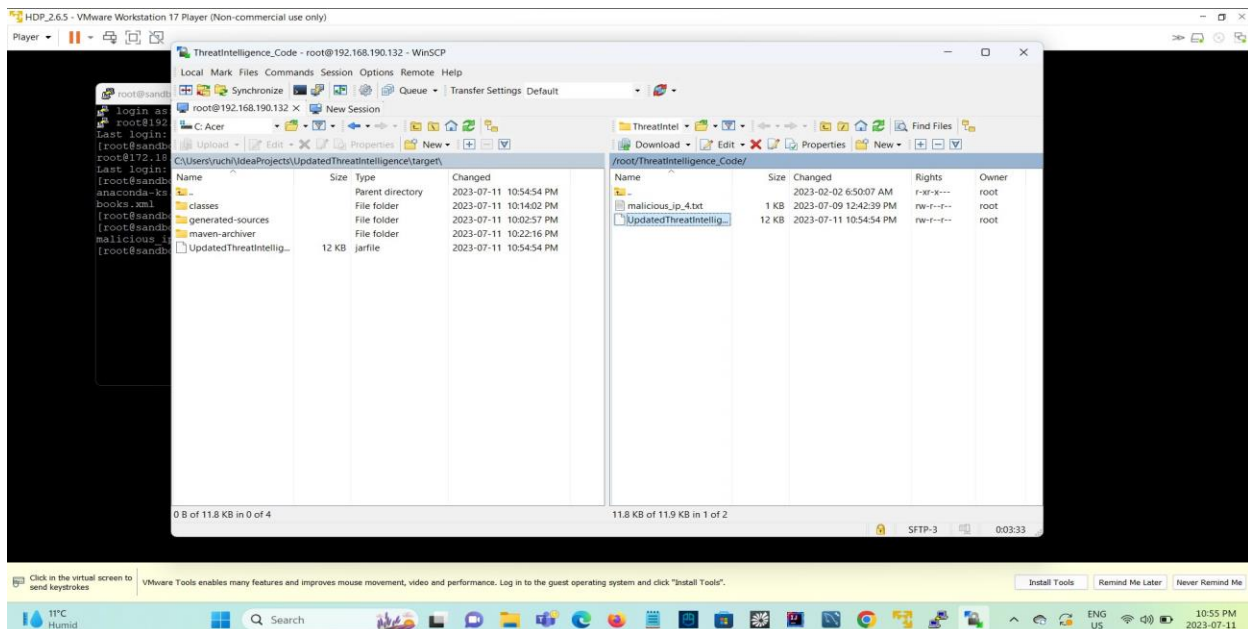 HDP_2.6.5 - VMware Workstation 17 Player (Non-commercial use only)
Player
ThreatIntelligence_Code - root@192.168.190.132 - WinSCP
Local Mark Files Commands Session Options Remote Help
Synchronize Queue Transfer Settings Default
root@192.168.190.132 × New Session
C: Acer
ThreatIntel Find Files
Upload Edit Properties New
Download Edit Properties New
C:\Users\ruchi\IdeaProjects\UpdatedThreatIntelligence\target\
/root/ThreatIntelligence_Code/
Name Size Type Changed
.. Parent directory 2023-07-11 10:54:54 PM
classes File folder 2023-07-11 10:14:02 PM
generated-sources File folder 2023-07-11 10:02:57 PM
maven-archiver File folder 2023-07-11 10:22:16 PM
UpdatedThreatIntellig... 12 KB jarfile 2023-07-11 10:54:54 PM
0 B of 11.8 KB in 0 of 4
Name Size Changed Rights Owner
.. 2023-02-02 6:50:07 AM r-xr-x--- root
malicious_ip_4.txt 1 KB 2023-07-09 12:42:39 PM rw-r--r-- root
UpdatedThreatIntellig... 12 KB 2023-07-11 10:54:54 PM rw-r--r-- root
11.8 KB of 11.9 KB in 1 of 2
SFTP-3 0:03:33
root@sandb
login as
root@192
Last login:
[root@sandb
root@172.18
Last login:
[root@sandb
anaconda-ks
books.xml
[root@sandb
[root@sandb
malicious_i
[root@sandb
Click in the virtual screen to
send keystrokes
VMware Tools enables many features and improves mouse movement, video and performance. Log in to the guest operating system and click "Install Tools".
Install Tools Remind Me Later Never Remind Me
11°C
Humid
Search
ENG
US
10:55 PM
2023-07-11